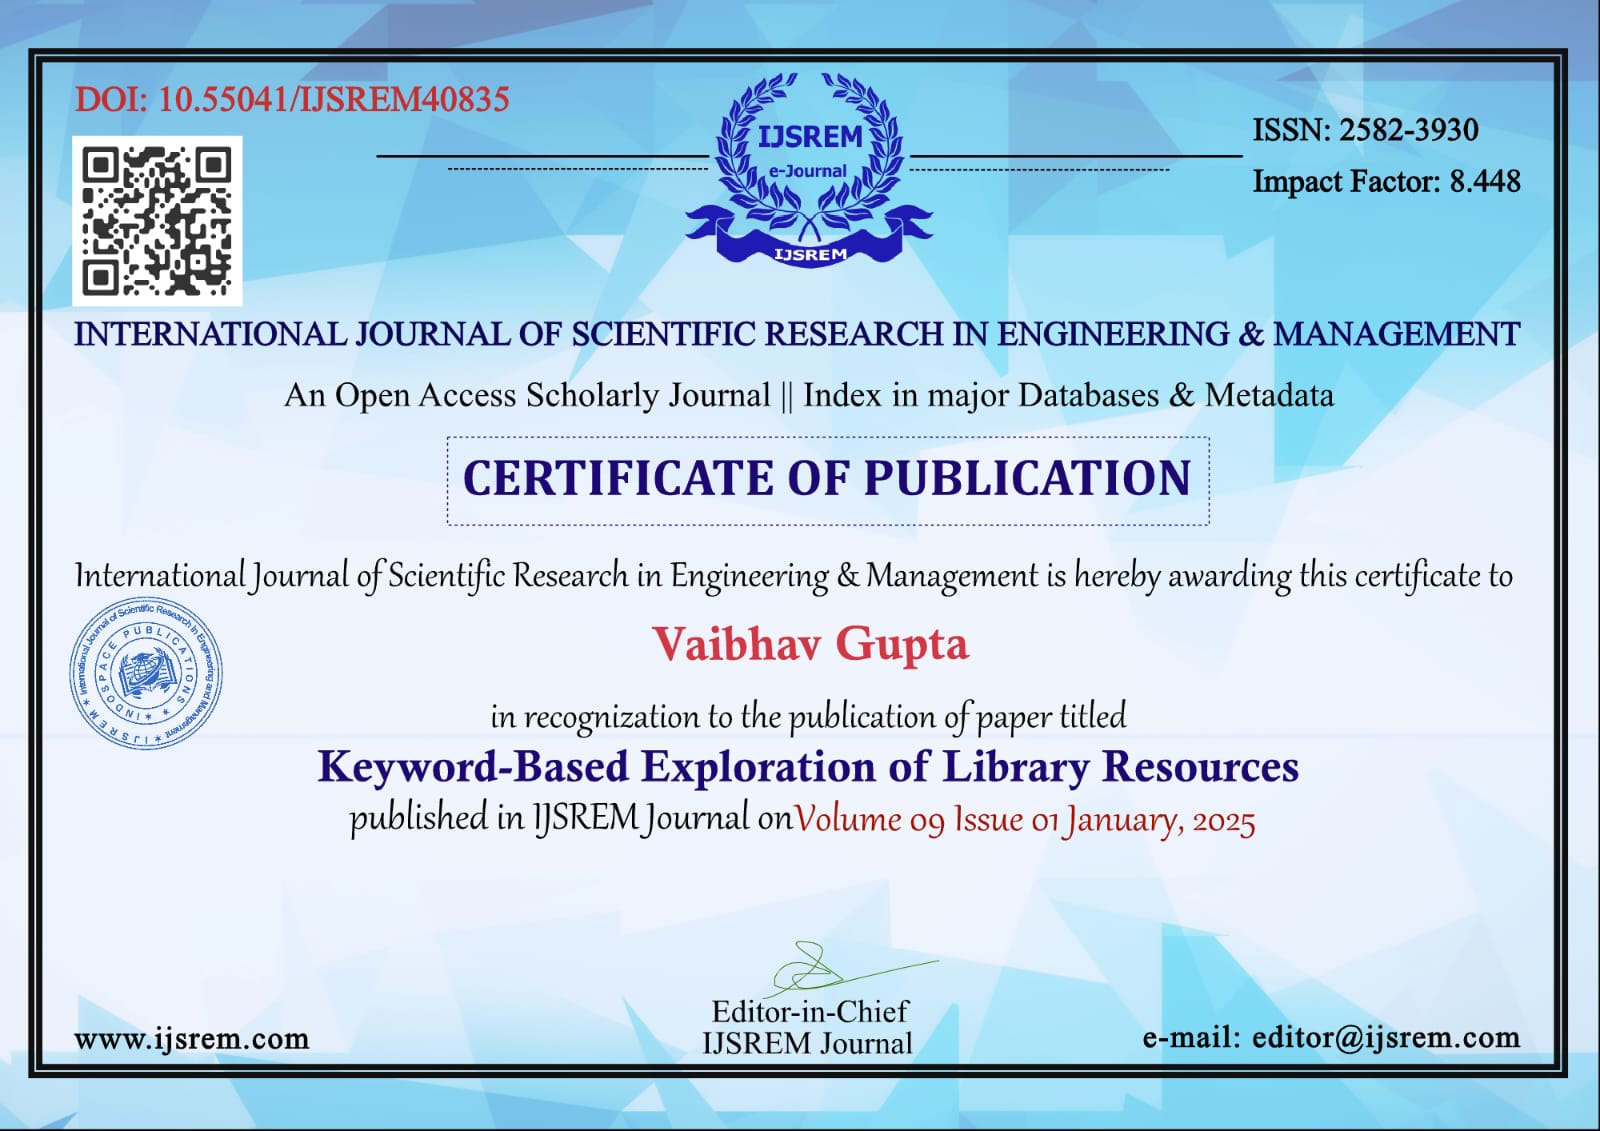 DOI: 10.55041/IJSREM40835
IJSREM
e-Journal
IJSREM
ISSN: 2582-3930
Impact Factor: 8.448
INTERNATIONAL JOURNAL OF SCIENTIFIC RESEARCH IN ENGINEERING & MANAGEMENT
An Open Access Scholarly Journal || Index in major Databases & Metadata
CERTIFICATE OF PUBLICATION
International Journal of Scientific Research in Engineering & Management is hereby awarding this certificate to
International Journal of Scientific Research in Engineering and Management
★ IJSREM ★
INDOSPACE PUBLICATIONS
Vaibhav Gupta
in recognization to the publication of paper titled
Keyword-Based Exploration of Library Resources
published in IJSREM Journal on Volume 09 Issue 01 January, 2025
Editor-in-Chief
IJSREM Journal
www.ijsrem.com
e-mail: editor@ijsrem.com